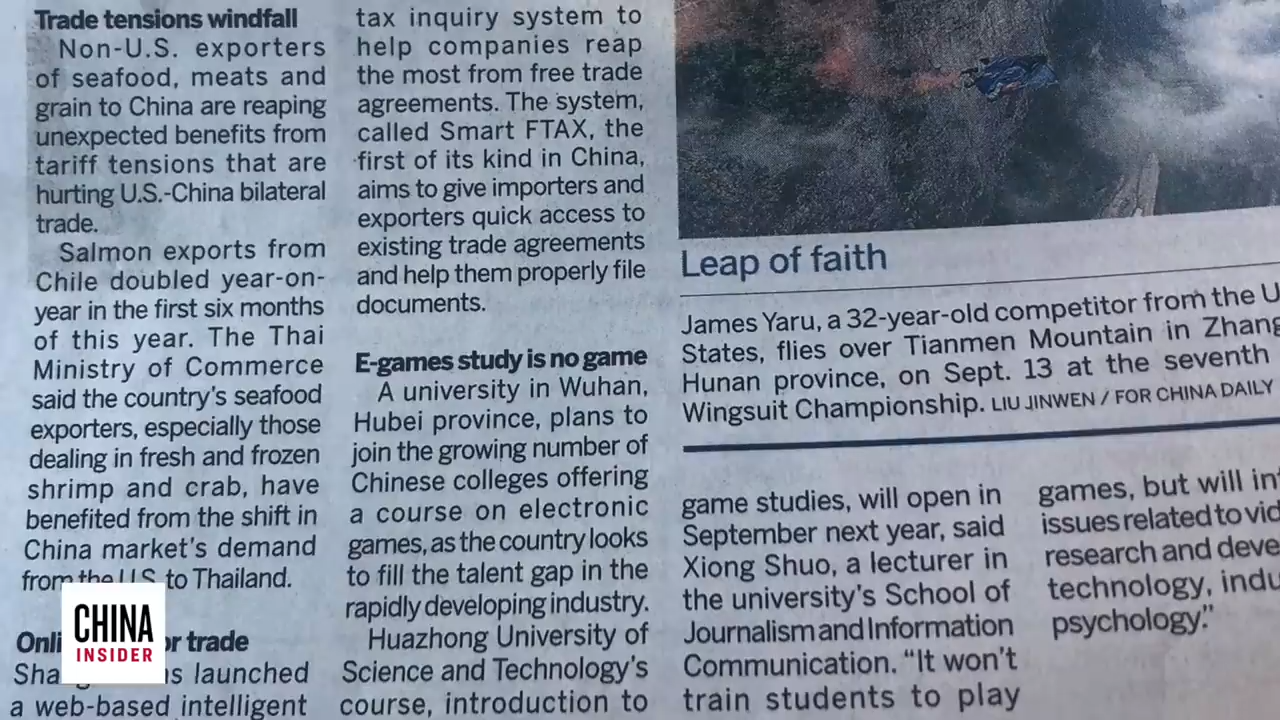 Trade tensions windfall
Non-U.S. exporters
of seafood, meats and
grain to China are reaping
unexpected benefits from
tariff tensions that are
hurting U.S.-China bilateral
trade.
Salmon exports from
Chile doubled year-on-
year in the first six months
of this year. The Thai
Ministry of Commerce
said the country's seafood
exporters, especially those
dealing in fresh and frozen
shrimp and crab, have
benefited from the shift in
China market's demand
from the U.S. to Thailand.
trade
launched
a web-based intelligent
tax inquiry system to
help companies reap
the most from free trade
agreements. The system,
called Smart FTAX, the
first of its kind in China,
aims to give importers and
exporters quick access to
existing trade agreements
and help them properly file
documents.
E-games study is no game
A university in Wuhan,
Hubei province, plans to
join the growing number of
Chinese colleges offering
a course on electronic
games, as the country looks
to fill the talent gap in the
rapidly developing industry.
Huazhong University of
Science and Technology's
course, introduction to
Leap of faith
James Yaru, a 32-year-old competitor from the
States, flies over Tianmen Mountain in
Hunan province, on Sept. 13 at the seventh
Wingsuit Championship. LIU JINWEN / FOR CHINA DAILY
game studies, will open in
September next year, said
Xiong Shuo, a lecturer in
the university's School of
Journalism and Information
Communication. "It won't
train students to play
games, but will
issues related to
research and
technology,
psychology."
CHINA
INSIDER